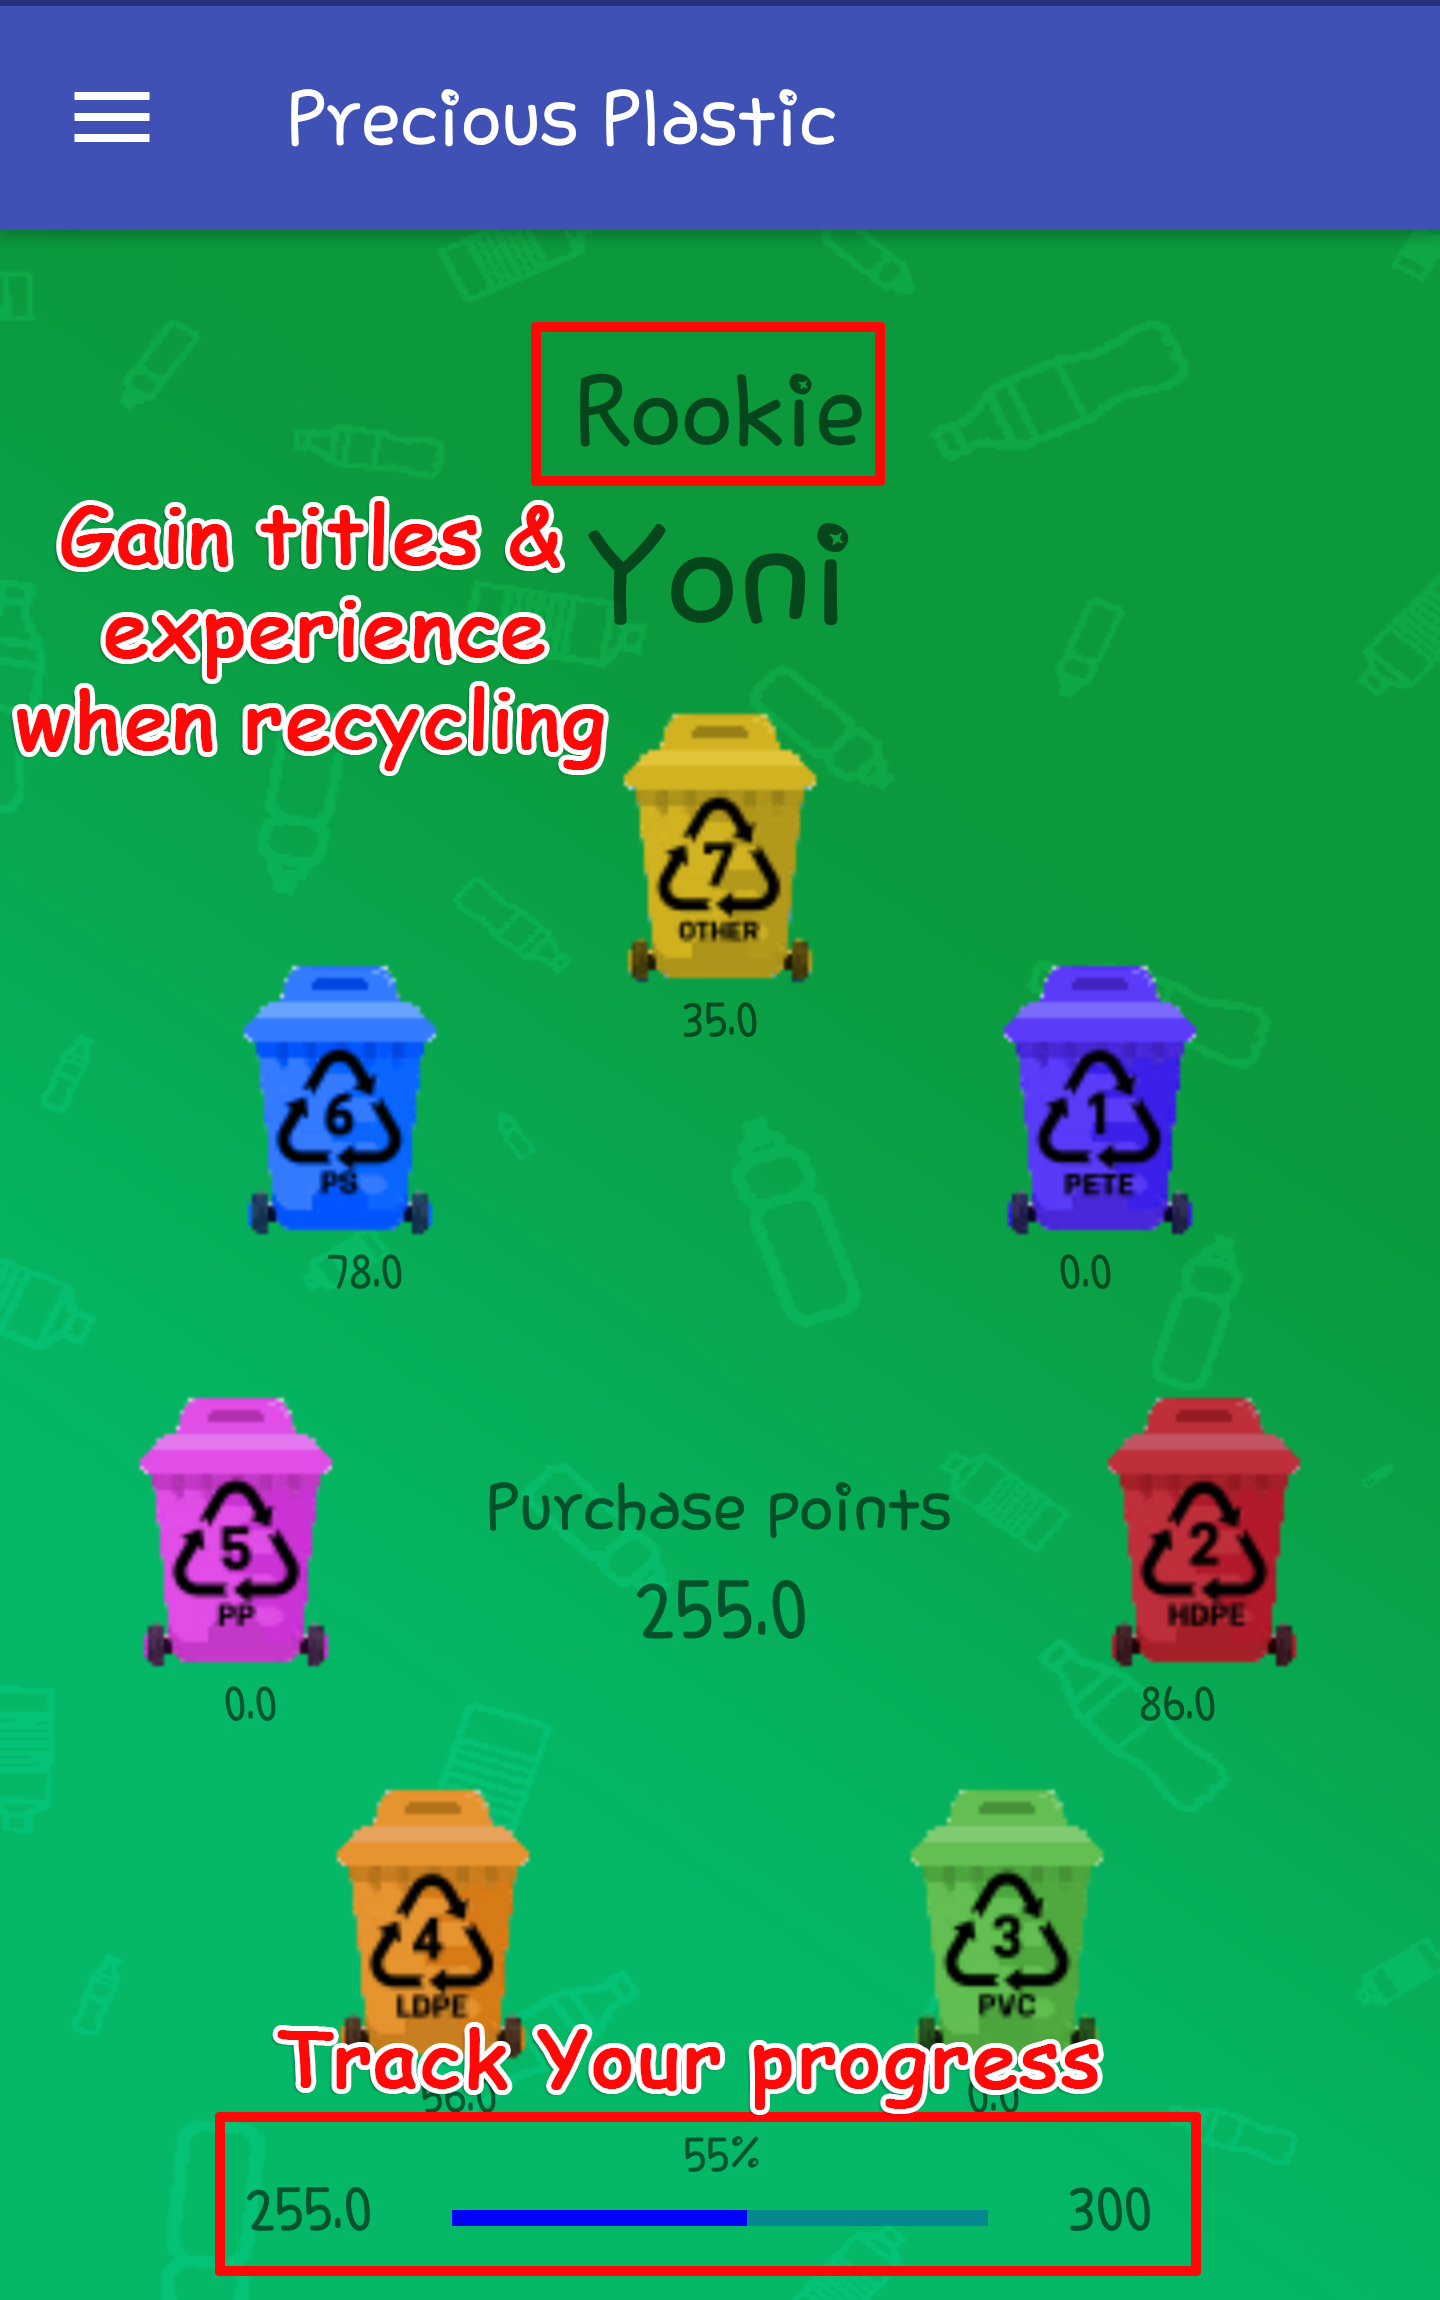 Precious Plastic
Rookie
Gain titles &
experience
when recycling
Yoni
7
OTHER
35.0
6
PS
78.0
1
PETE
0.0
5
PP
0.0
Purchase points
255.0
2
HDPE
86.0
4
LDPE
56.0
3
PVC
0.0
Track Your progress
55%
255.0
300